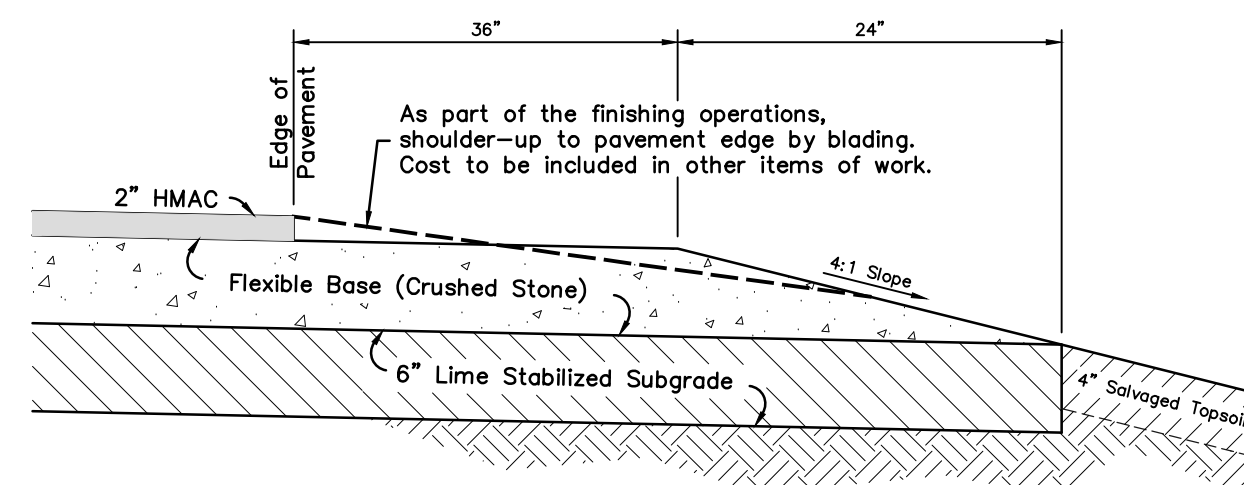 36”
24”
Edge of
Pavement
As part of the finishing operations,
shoulder–up to pavement edge by blading.
Cost to be included in other items of work.
2” HMAC
4:1 Slope
Flexible Base (Crushed Stone)
6” Lime Stabilized Subgrade
4” Salvaged Topsoi